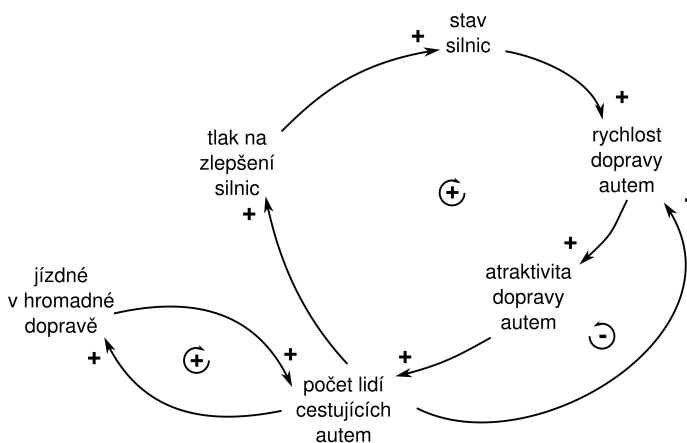 stav
silnic
+
+
tlak na
zlepšení
silnic
+
rychlost
dopravy
autem
+
+
atraktivita
dopravy
autem
-
jízdné
v hromadné
dopravě
+
+
+
+
počet lidí
cestujících
autem